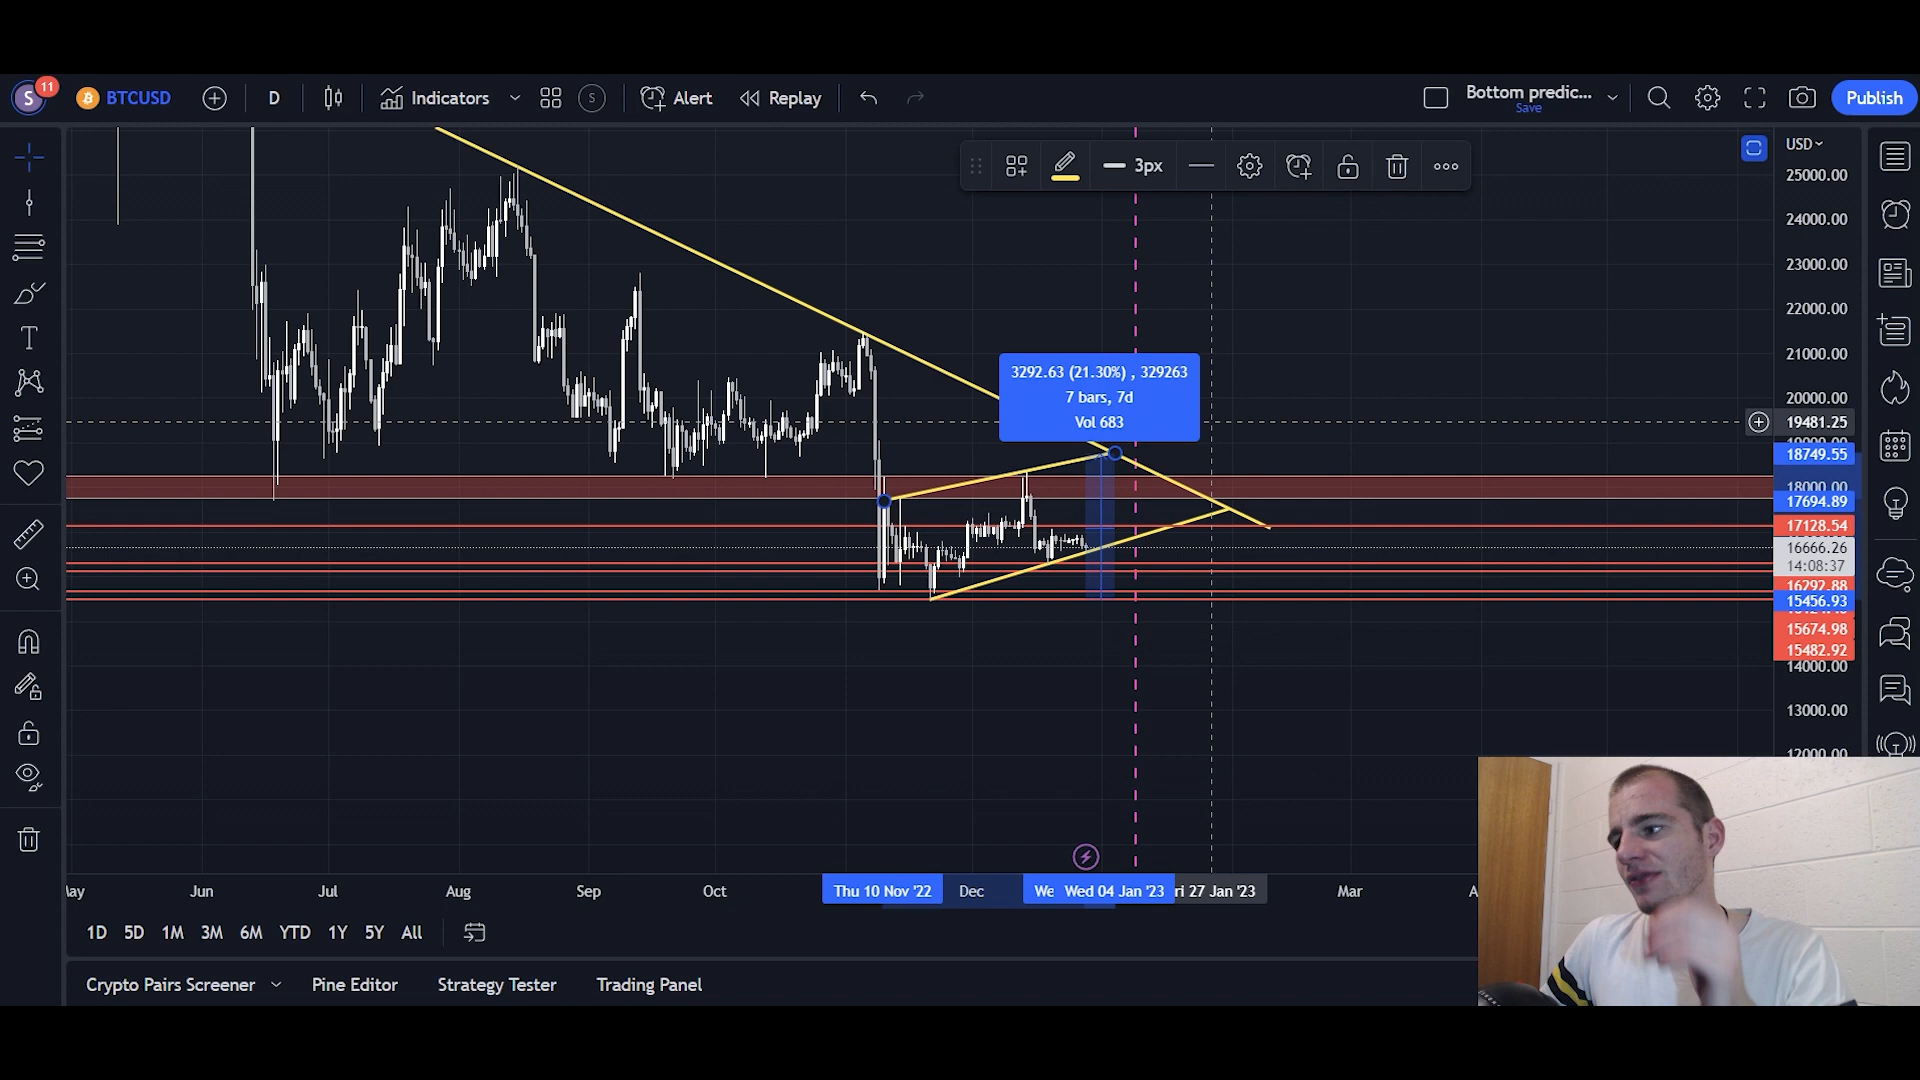 S 11 BTCUSD D Indicators S Alert Replay Bottom predic... Publish
Save
3px
USD
25000.00
24000.00
23000.00
22000.00
21000.00
20000.00
19481.25
18749.55
18000.00
17694.89
17128.54
16666.26
14:08:37
16292.88
15456.93
15674.98
15482.92
14000.00
13000.00
12000.00
3292.63 (21.30%) , 329263
7 bars, 7d
Vol 683
Jun Jul Aug Sep Oct Thu 10 Nov '22 Dec We Wed 04 Jan '23 ri 27 Jan '23 Mar A
1D 5D 1M 3M 6M YTD 1Y 5Y All
Crypto Pairs Screener Pine Editor Strategy Tester Trading Panel